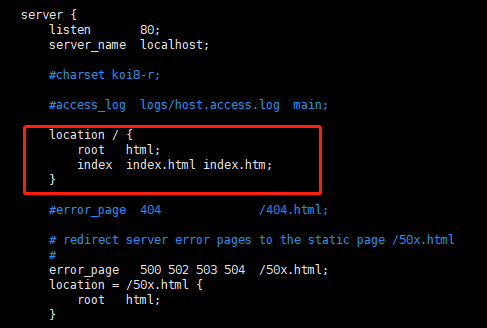 server {
listen 80;
server_name localhost;
#charset koi8-r;
#access_log logs/host.access.log main;
location / {
root html;
index index.html index.htm;
}
#error_page 404 /404.html;
# redirect server error pages to the static page /50x.html
#
error_page 500 502 503 504 /50x.html;
location = /50x.html {
root html;
}